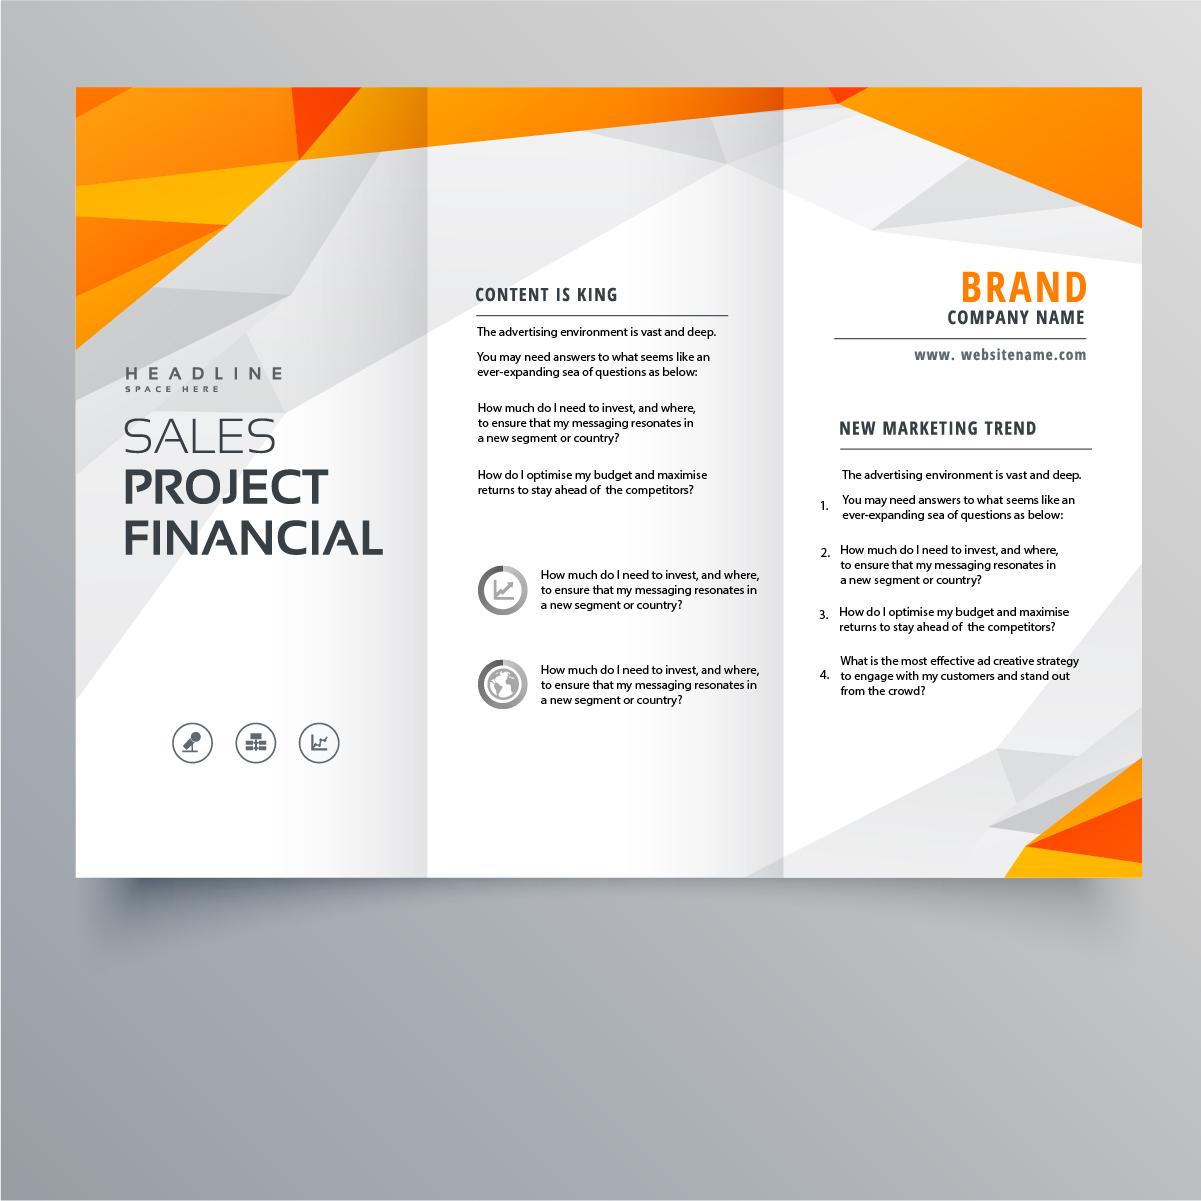 HEADLINE
SPACE HERE
SALES
PROJECT
FINANCIAL
CONTENT IS KING
The advertising environment is vast and deep.
You may need answers to what seems like an
ever-expanding sea of questions as below:
How much do I need to invest, and where,
to ensure that my messaging resonates in
a new segment or country?
How do I optimise my budget and maximise
returns to stay ahead of the competitors?
How much do I need to invest, and where,
to ensure that my messaging resonates in
a new segment or country?
How much do I need to invest, and where,
to ensure that my messaging resonates in
a new segment or country?
BRAND
COMPANY NAME
www. websitename.com
NEW MARKETING TREND
The advertising environment is vast and deep.
1. You may need answers to what seems like an
ever-expanding sea of questions as below:
2. How much do I need to invest, and where,
to ensure that my messaging resonates in
a new segment or country?
3. How do I optimise my budget and maximise
returns to stay ahead of the competitors?
What is the most effective ad creative strategy
4. to engage with my customers and stand out
from the crowd?